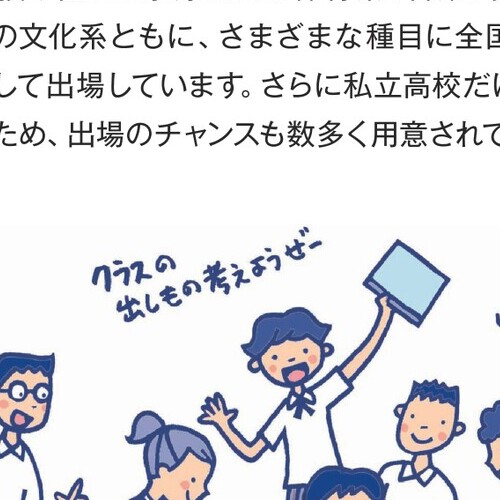 の文化系ともに、さまざまな種目に全国
して出場しています。さらに私立高校だけ
ため、出場のチャンスも数多く用意されて
クラスの
出しもの考えようぜー